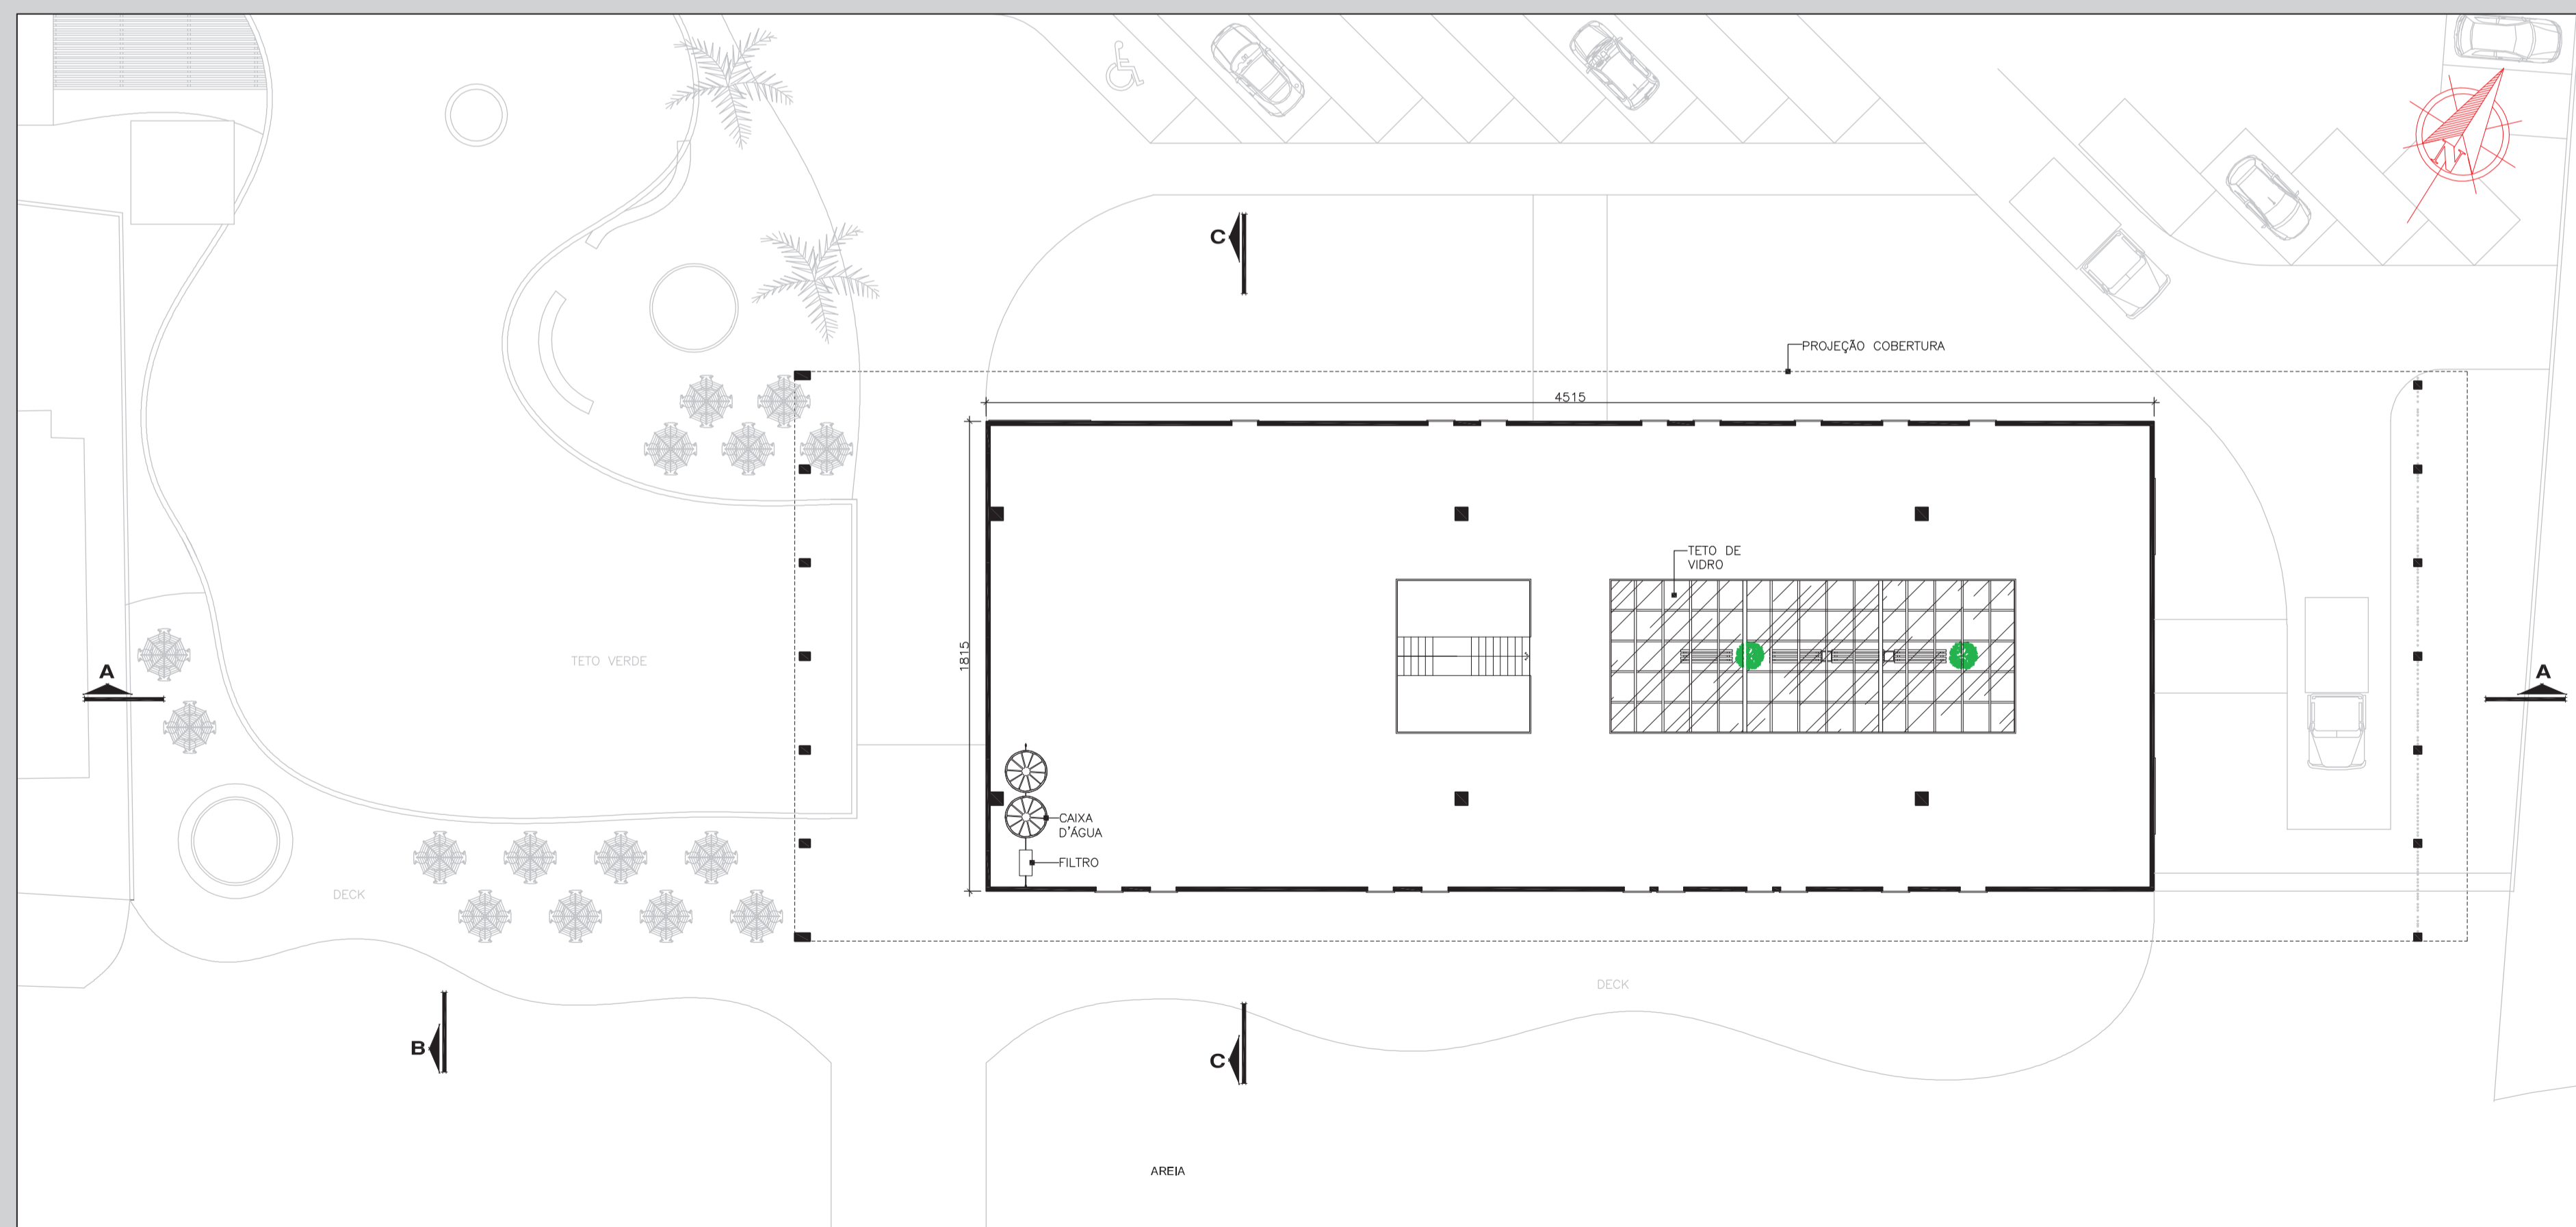 N
C
PROJEÇÃO COBERTURA
4515
TETO DE
VIDRO
1815
TETO VERDE
A
A
CAIXA
D'ÁGUA
FILTRO
DECK
DECK
B
C
AREIA